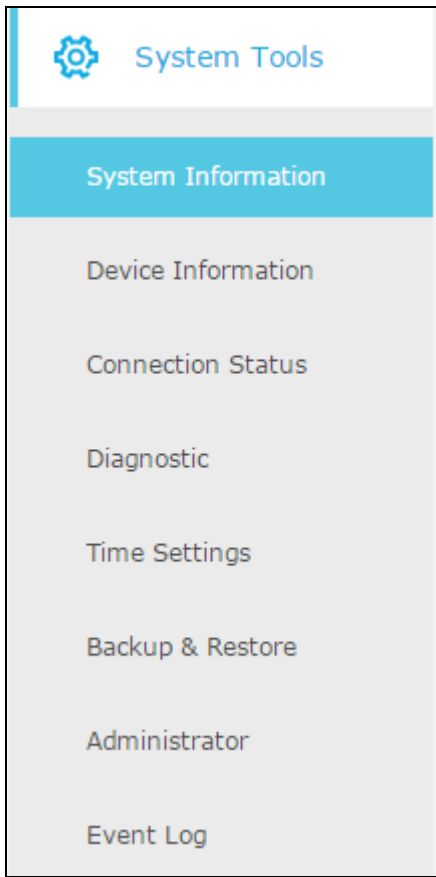 System Tools
System Information
Device Information
Connection Status
Diagnostic
Time Settings
Backup & Restore
Administrator
Event Log